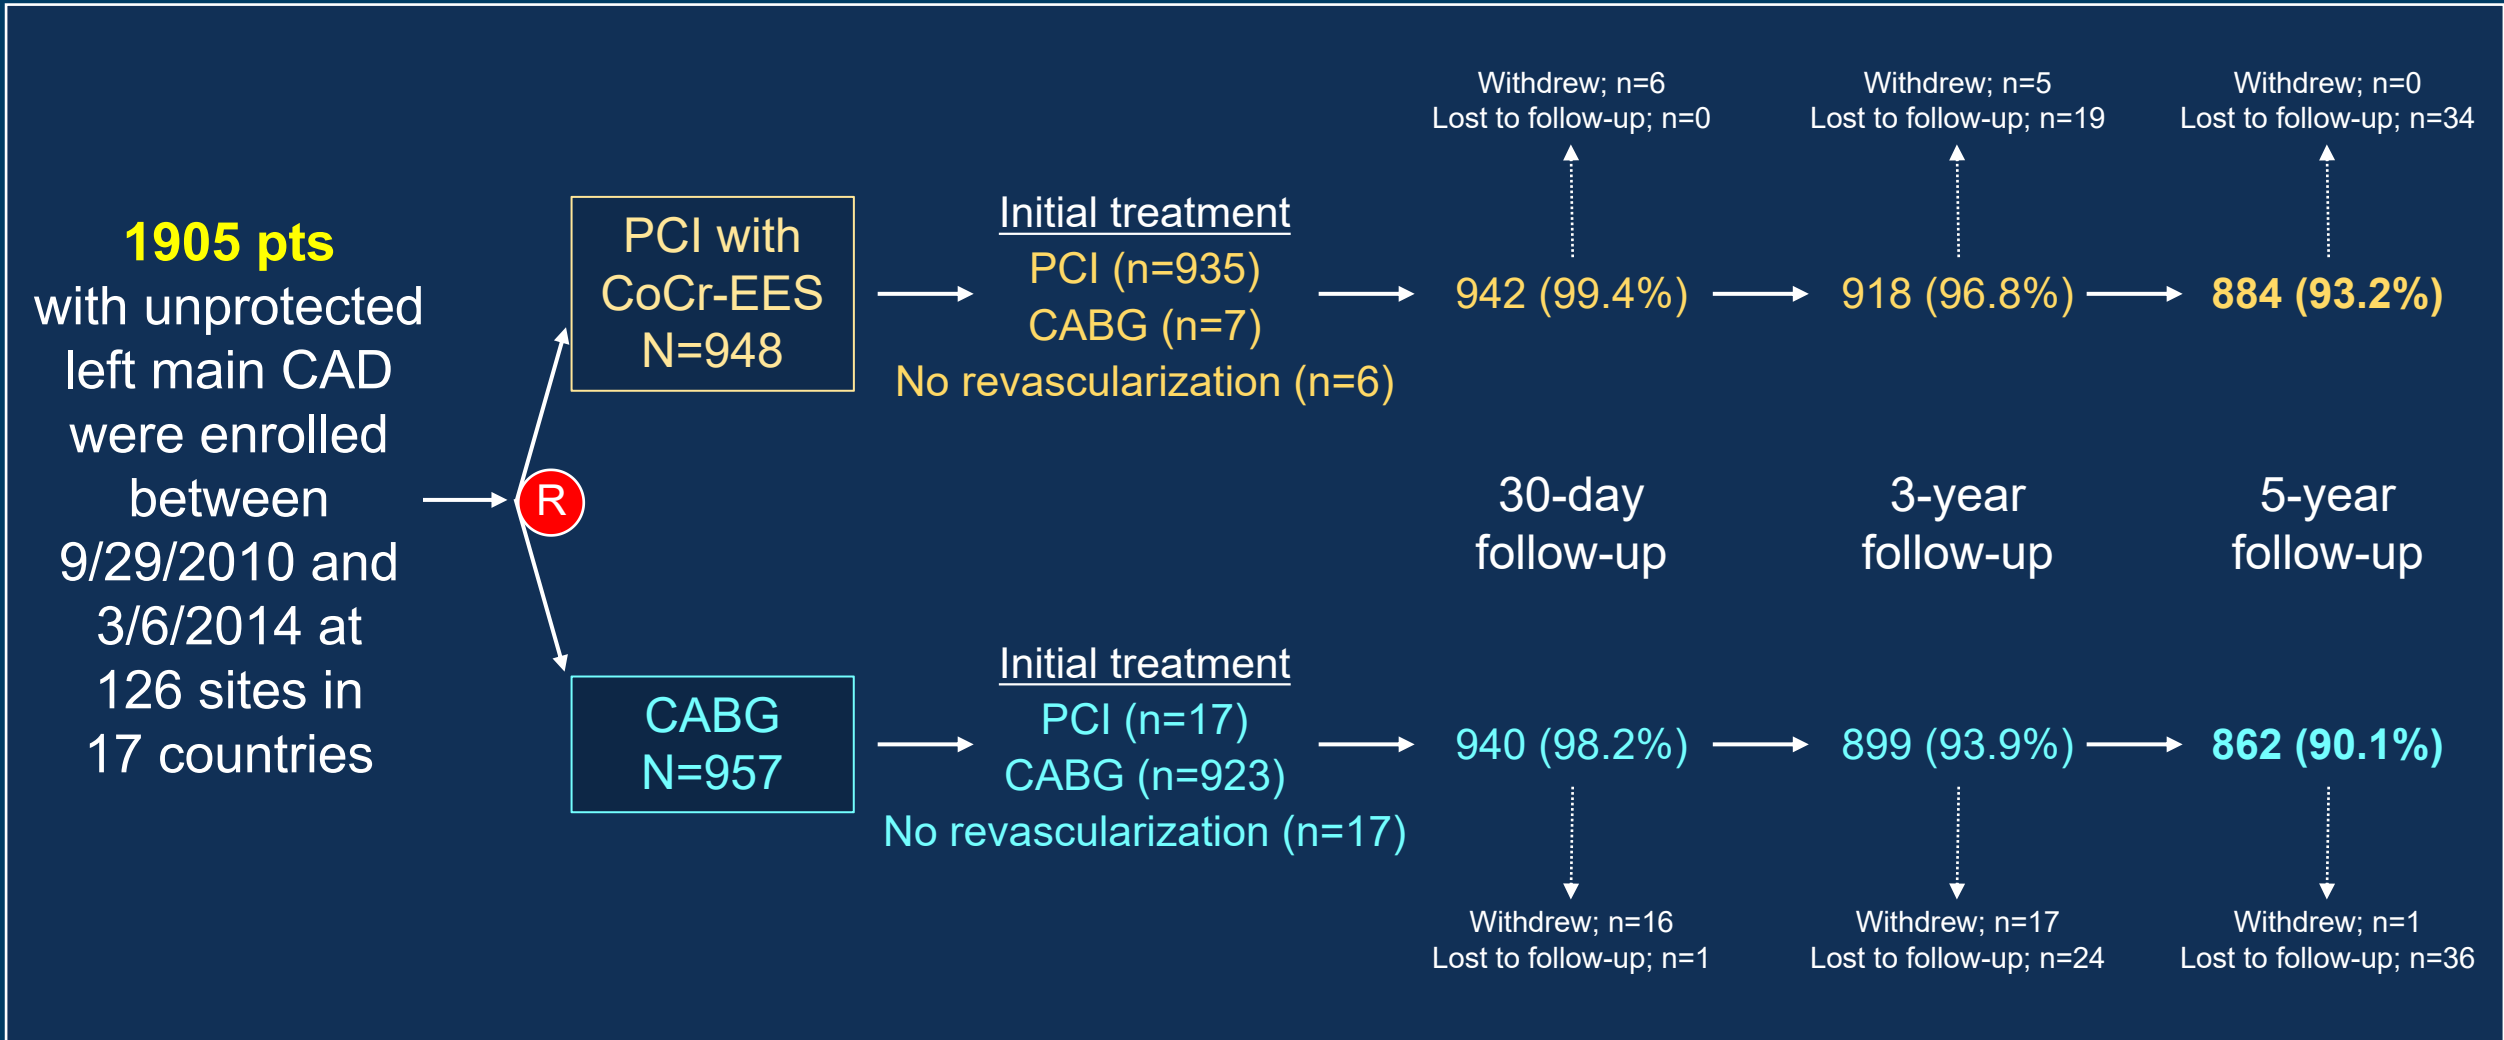 1905 pts
with unprotected
left main CAD
were enrolled
between
9/29/2010 and
3/6/2014 at
126 sites in
17 countries
R
PCI with
CoCr-EES
N=948
Initial treatment
PCI (n=935)
CABG (n=7)
No revascularization (n=6)
Withdrew; n=6
Lost to follow-up; n=0
942 (99.4%)
Withdrew; n=5
Lost to follow-up; n=19
918 (96.8%)
Withdrew; n=0
Lost to follow-up; n=34
884 (93.2%)
30-day
follow-up
3-year
follow-up
5-year
follow-up
CABG
N=957
Initial treatment
PCI (n=17)
CABG (n=923)
No revascularization (n=17)
940 (98.2%)
Withdrew; n=16
Lost to follow-up; n=1
899 (93.9%)
Withdrew; n=17
Lost to follow-up; n=24
862 (90.1%)
Withdrew; n=1
Lost to follow-up; n=36